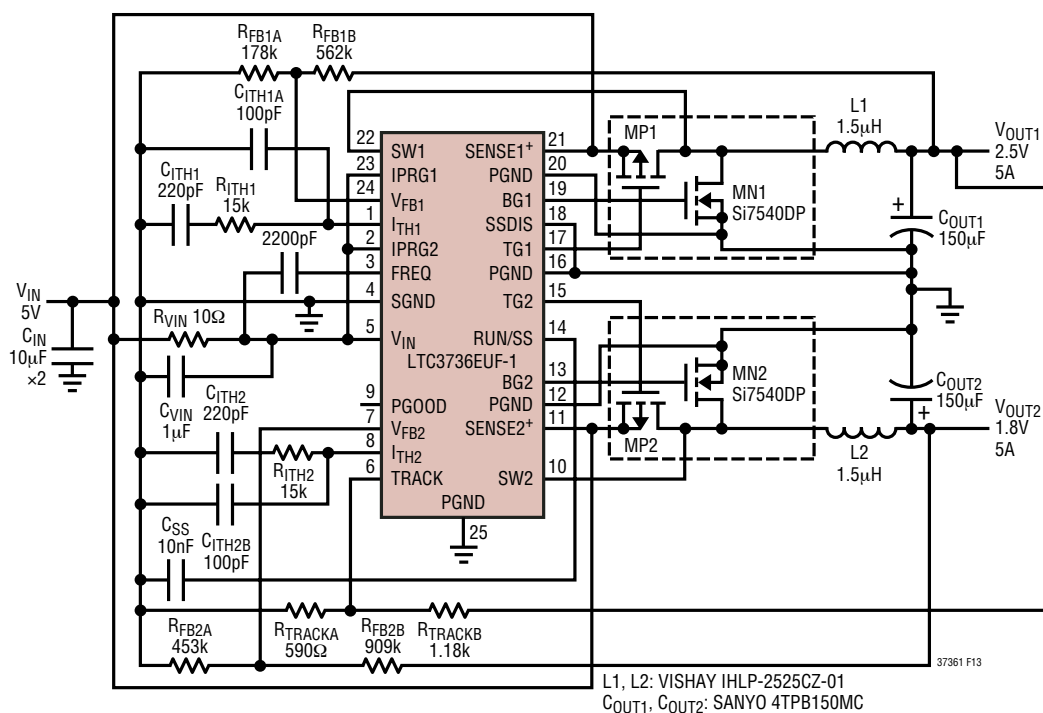 RFB1A
178k
RFB1B
562k
CITH1A
100pF
CITH1
220pF
RITH1
15k
2200pF
VIN
5V
CIN
10µF
×2
RVIN 10Ω
CVIN
1µF
CITH2
220pF
RITH2
15k
CSS
10nF
CITH2B
100pF
RFB2A
453k
RTRACKA
590Ω
RFB2B
909k
RTRACKB
1.18k
22 SW1
23 IPRG1
24 VFB1
1 ITH1
2 IPRG2
3 FREQ
4 SGND
5 VIN
LTC3736EUF-1
9 PGOOD
7 VFB2
8 ITH2
6 TRACK
PGND
25
SENSE1+ 21
PGND 20
BG1 19
SSDIS 18
TG1 17
PGND 16
TG2 15
RUN/SS 14
BG2 13
PGND 12
SENSE2+ 11
SW2 10
MP1
MN1
Si7540DP
L1
1.5µH
VOUT1
2.5V
5A
+
COUT1
150µF
MN2
Si7540DP
MP2
L2
1.5µH
COUT2
150µF
+
VOUT2
1.8V
5A
37361 F13
L1, L2: VISHAY IHLP-2525CZ-01
COUT1, COUT2: SANYO 4TPB150MC